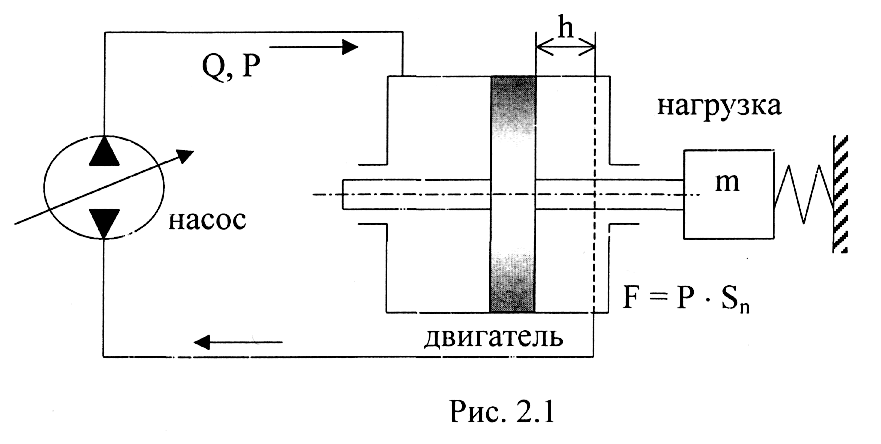 h
Q, P
нагрузка
m
насос
F = P · Sₙ
двигатель
Рис. 2.1